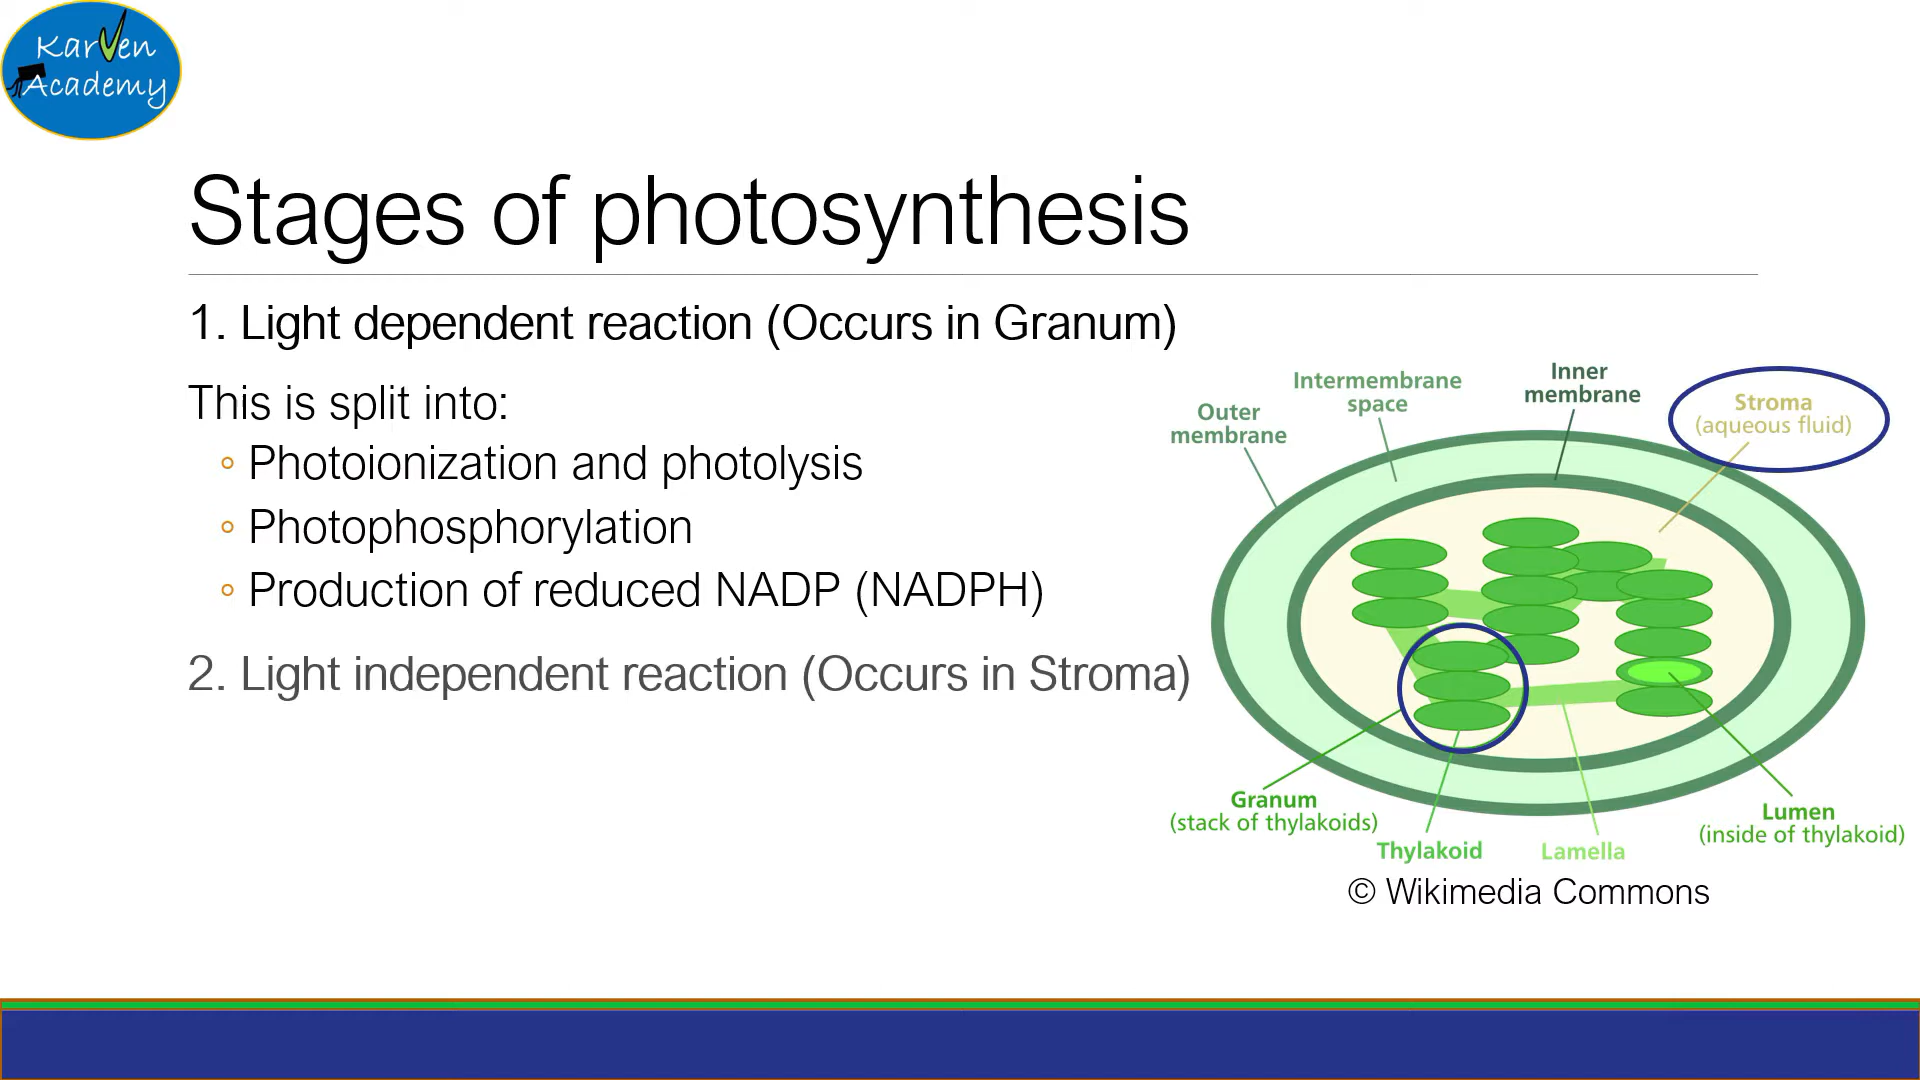 Karven
Academy
Stages of photosynthesis
1. Light dependent reaction (Occurs in Granum)
This is split into:
◦ Photoionization and photolysis
◦ Photophosphorylation
◦ Production of reduced NADP (NADPH)
2. Light independent reaction (Occurs in Stroma)
Outer
membrane
Intermembrane
space
Inner
membrane
Stroma
(aqueous fluid)
Granum
(stack of thylakoids)
Thylakoid
Lamella
Lumen
(inside of thylakoid)
© Wikimedia Commons